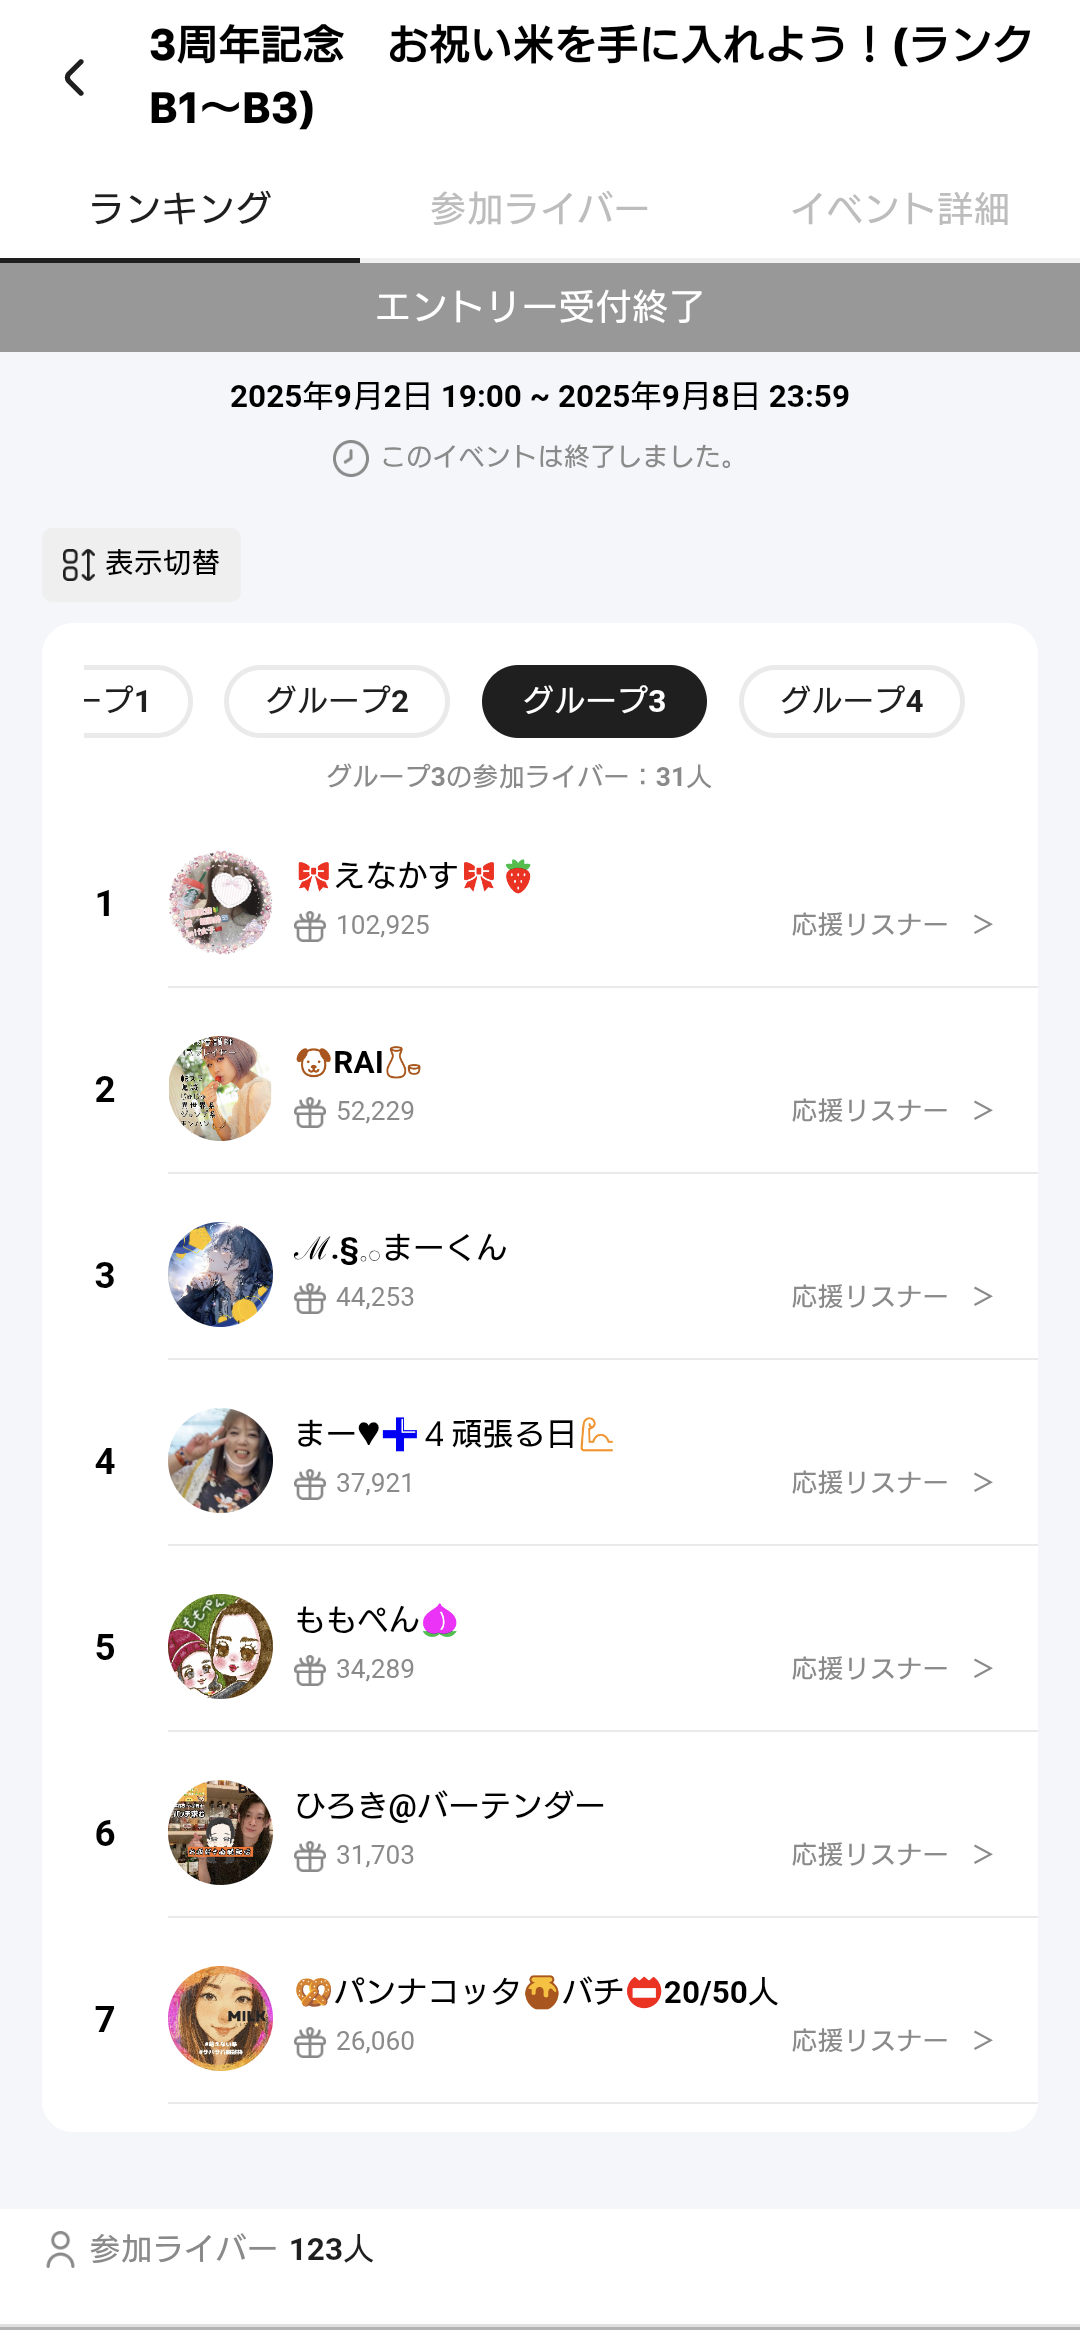 3周年記念　お祝い米を手に入れよう！(ランク
B1〜B3)
ランキング
参加ライバー
イベント詳細
エントリー受付終了
2025年9月2日 19:00 ~ 2025年9月8日 23:59
このイベントは終了しました。
表示切替
ープ1
グループ2
グループ3
グループ4
グループ3の参加ライバー：31人
1
🎀えなかす🎀🍓
102,925
応援リスナー >
2
🐶RAI🍶
52,229
応援リスナー >
3
ℳ.§.｡○まーくん
44,253
応援リスナー >
4
まー♥🇫🇮４頑張る日💪
37,921
応援リスナー >
ももぺん
5
ももぺん🍑
34,289
応援リスナー >
6
ひろき@バーテンダー
31,703
応援リスナー >
MILK
7
🥨パンナコッタ🍯バチ📛20/50人
26,060
応援リスナー >
参加ライバー 123人